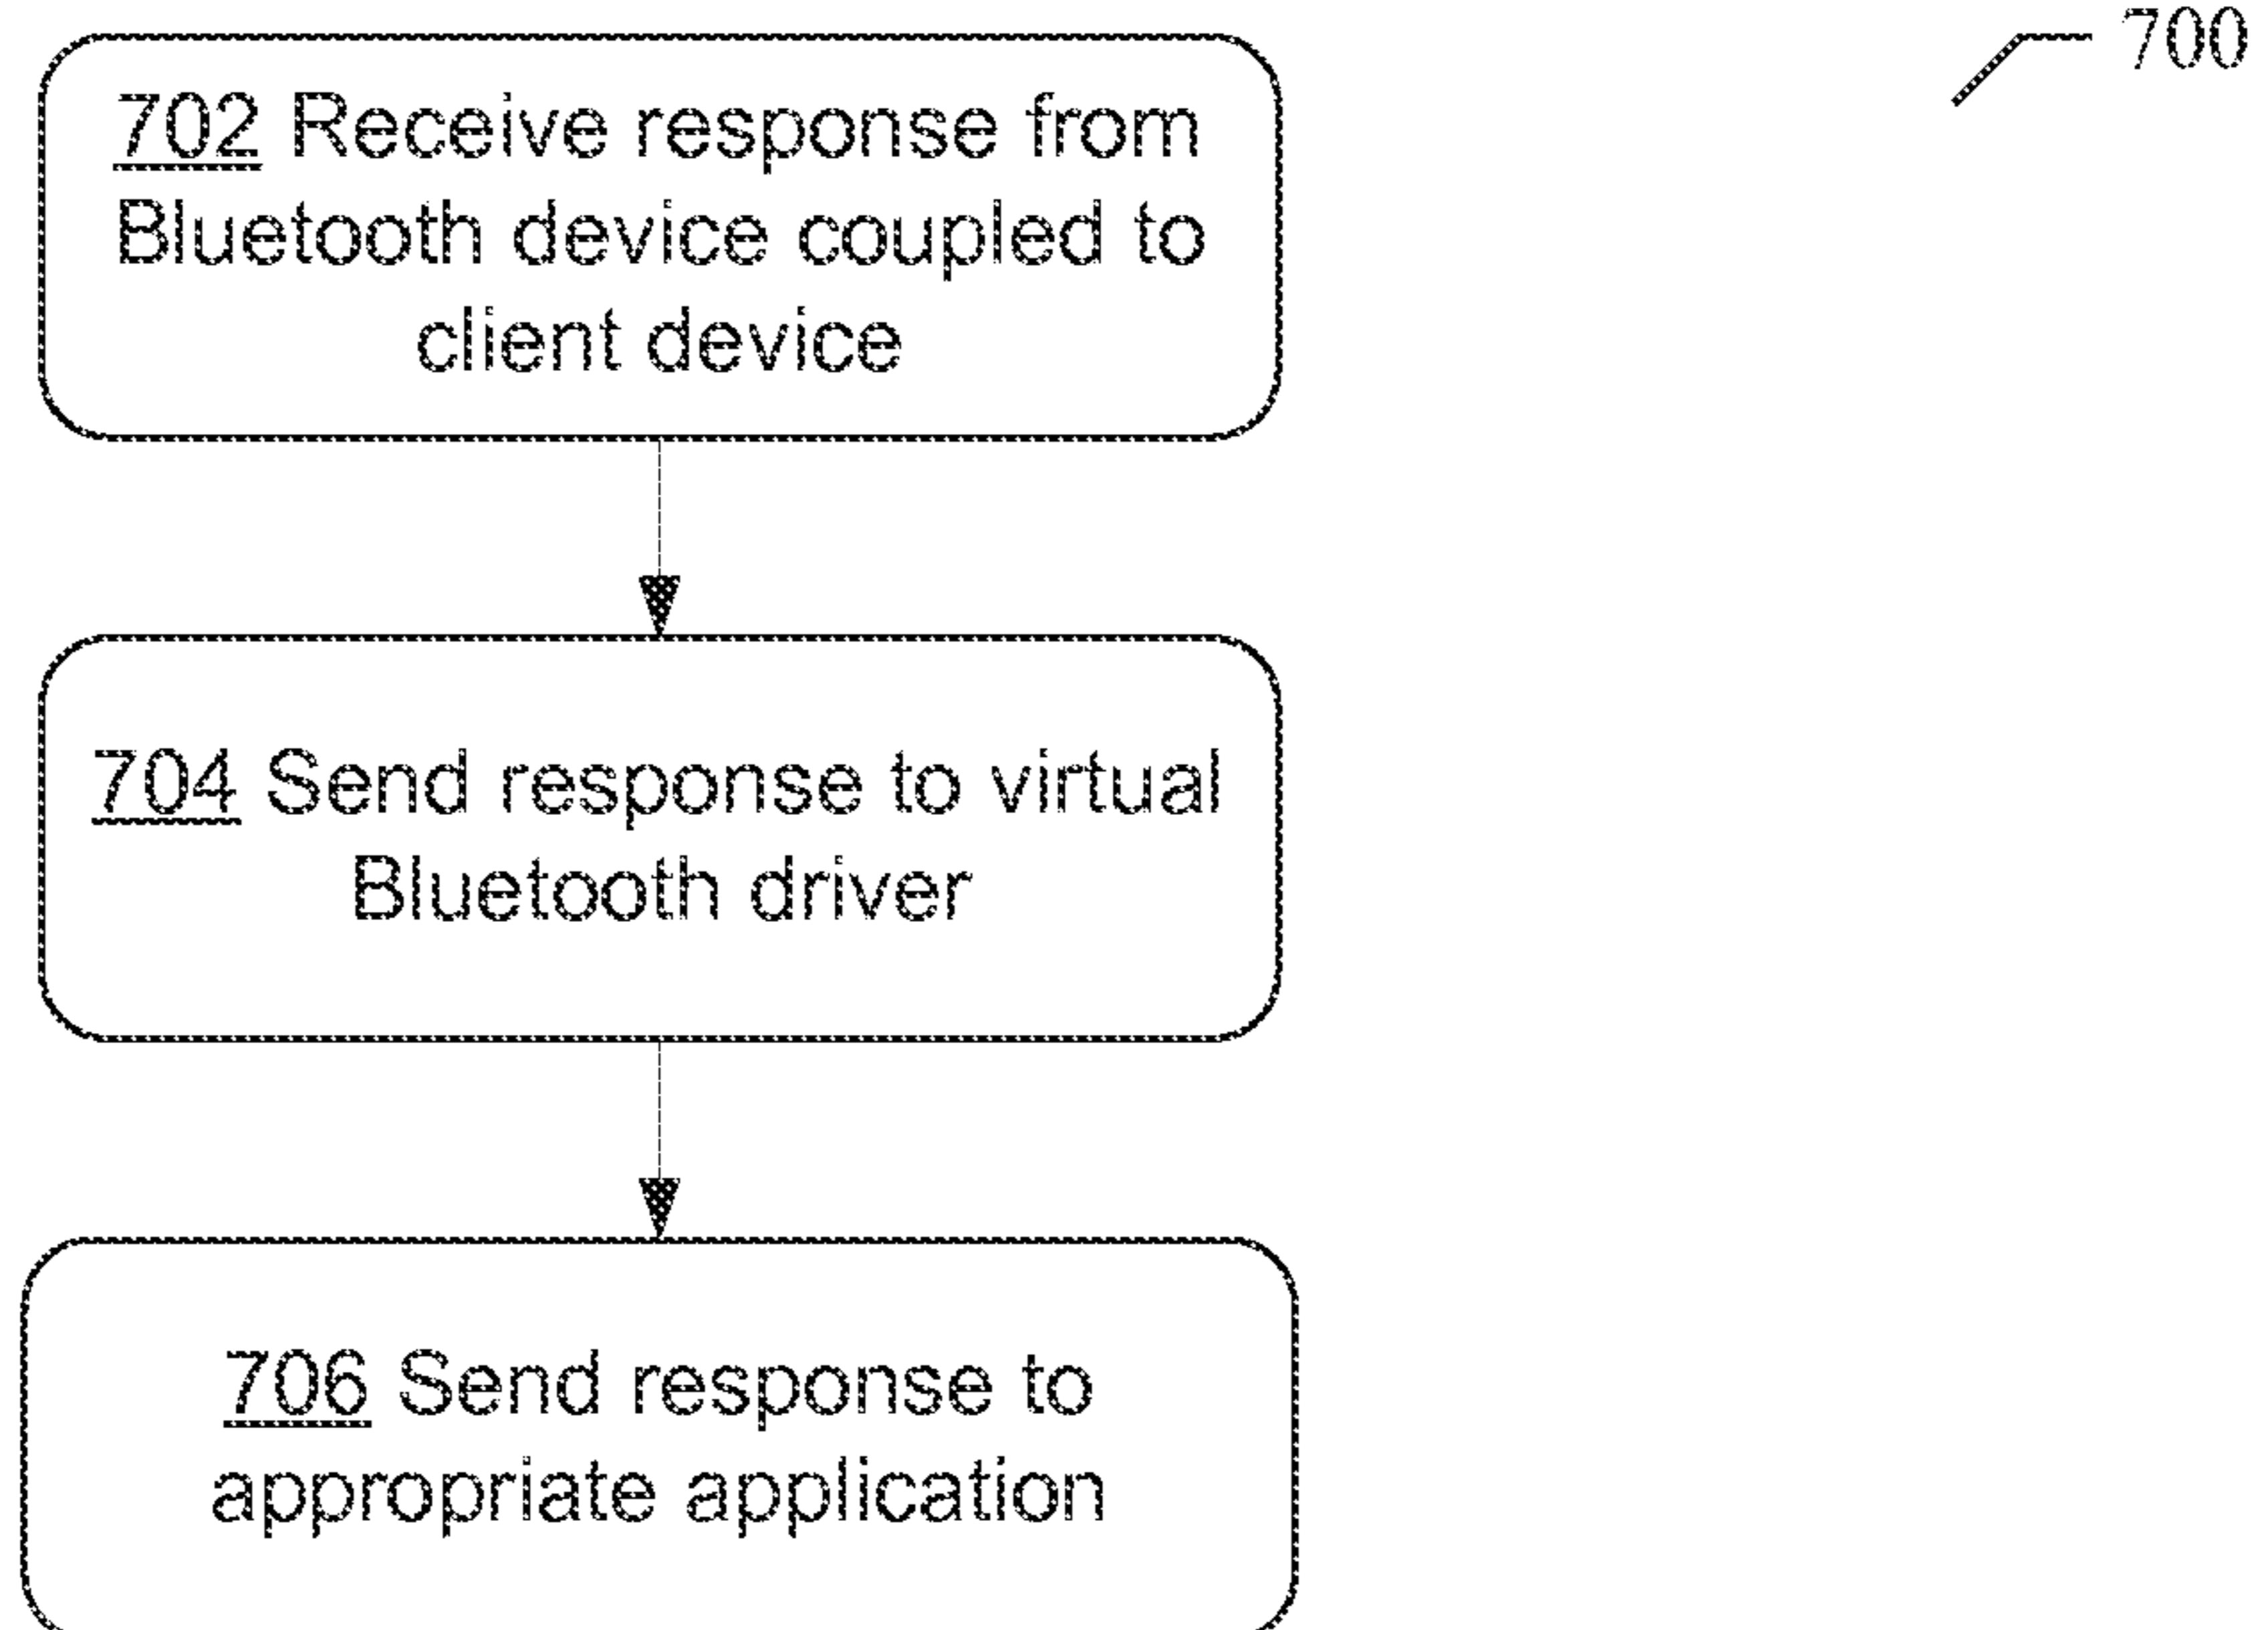 700
702 Receive response from
Bluetooth device coupled to
client device
704 Send response to virtual
Bluetooth driver
706 Send response to
appropriate application